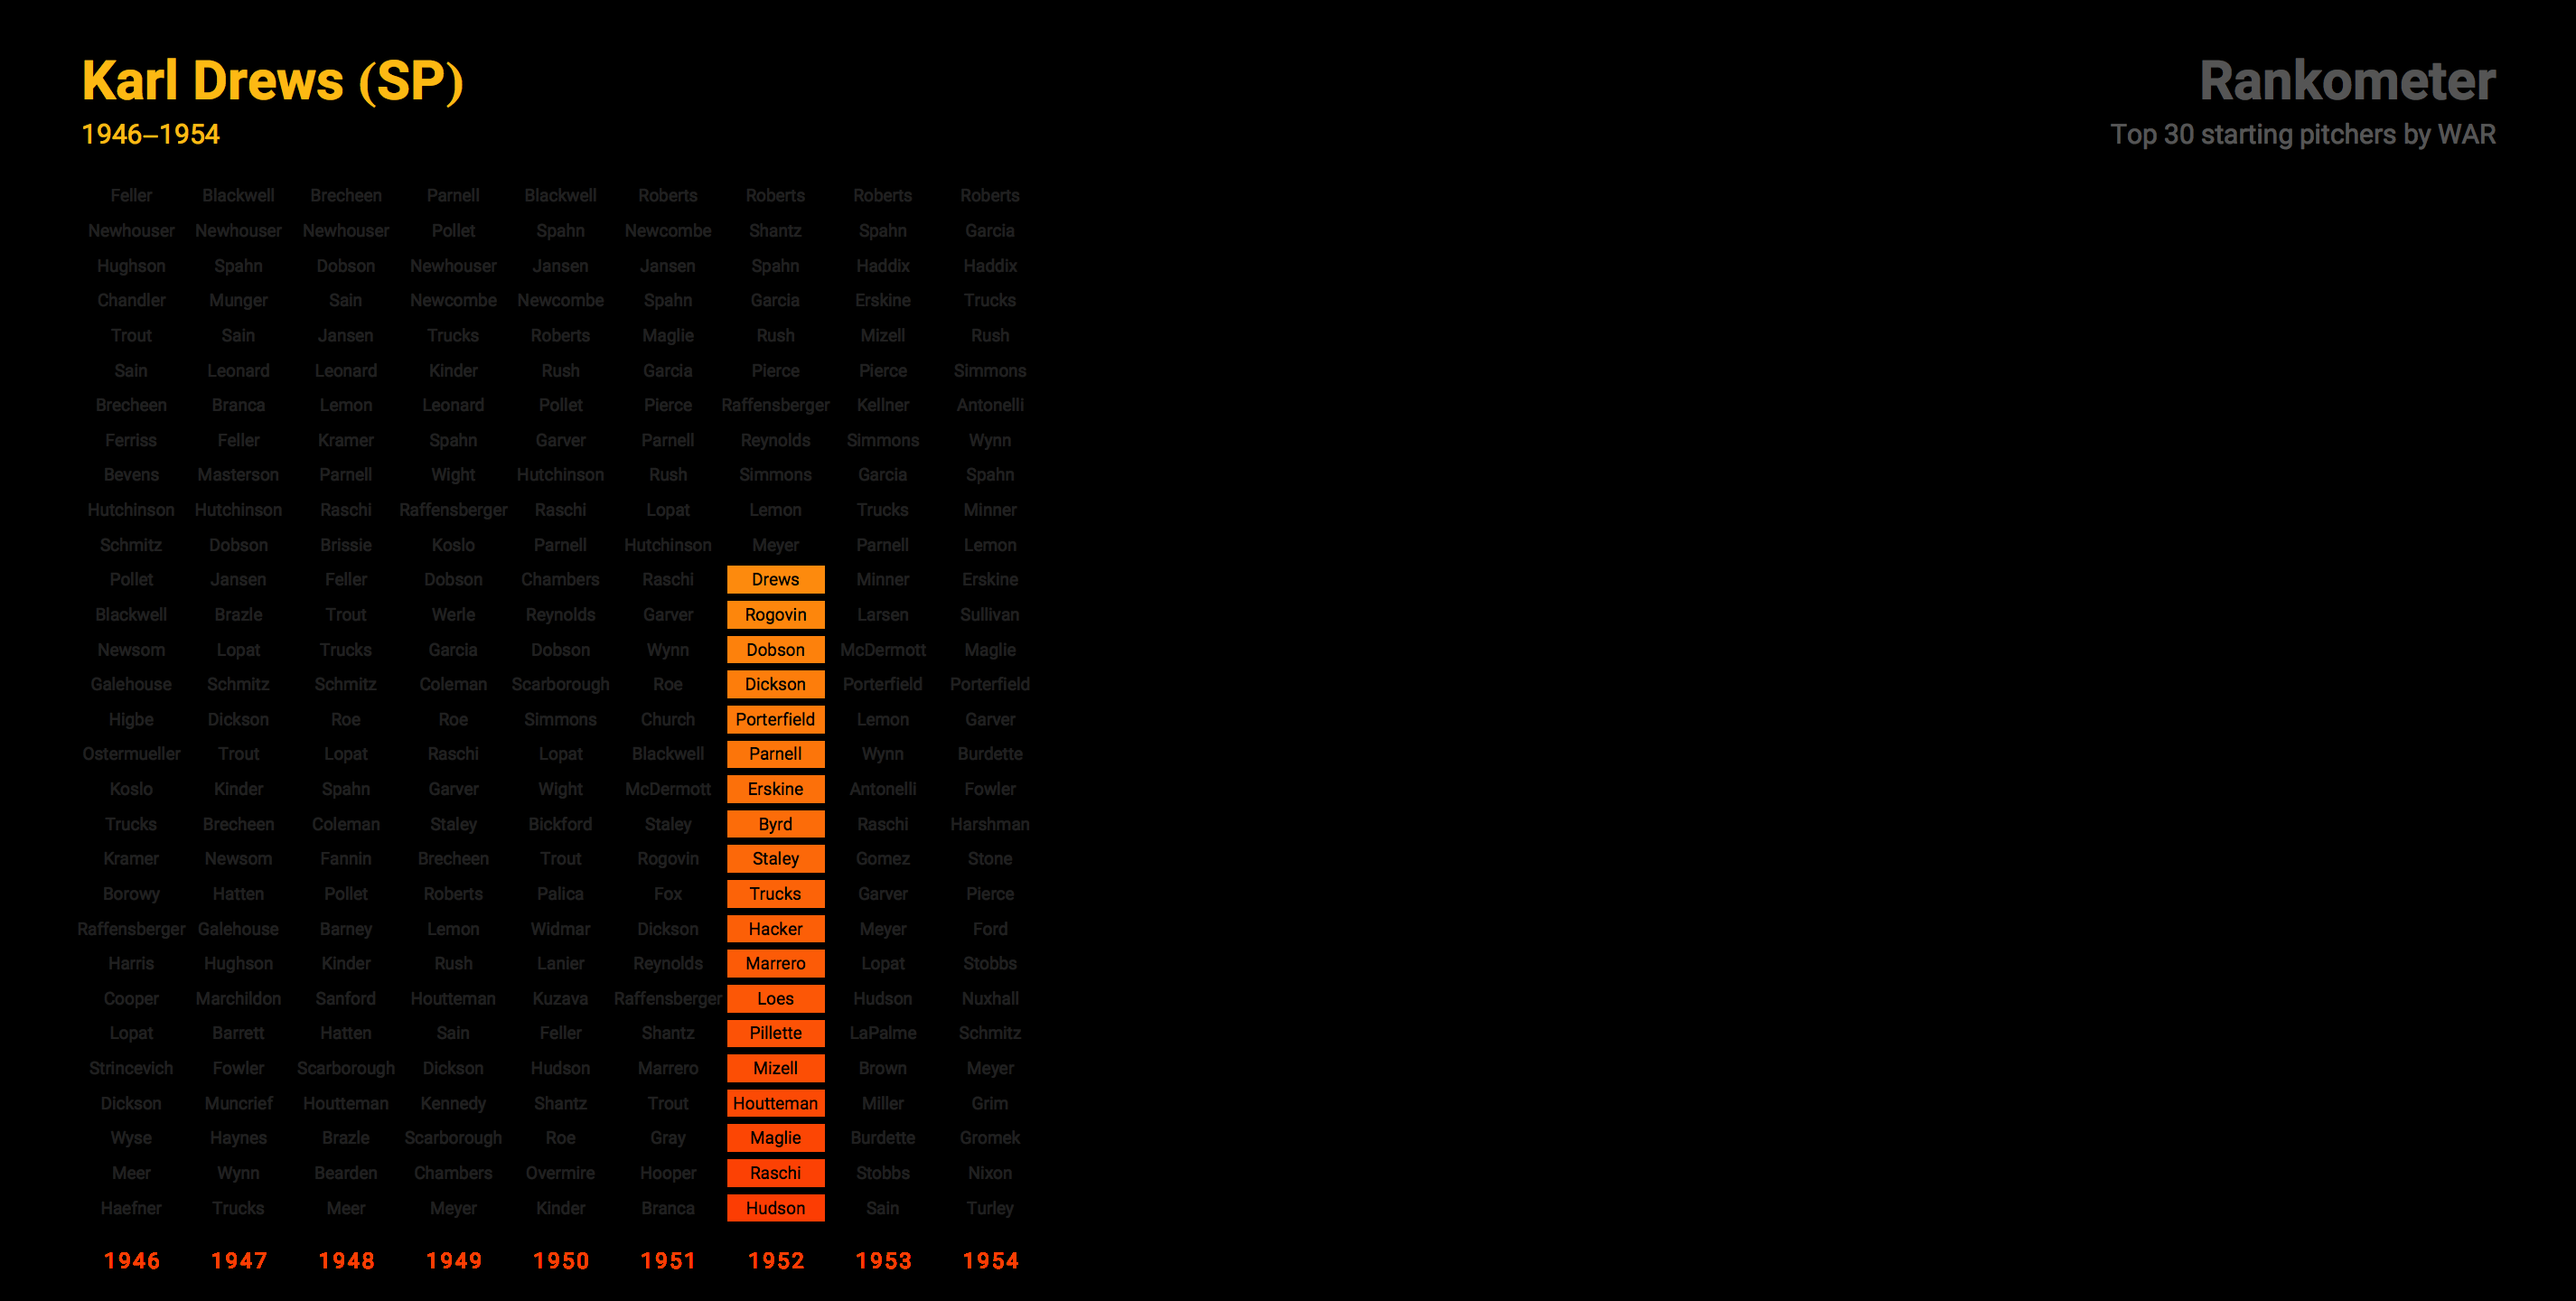 Karl Drews (SP)
1946–1954
Rankometer
Top 30 starting pitchers by WAR
Feller Blackwell Brecheen Parnell Blackwell Roberts Roberts Roberts Roberts
Newhouser Newhouser Newhouser Pollet Spahn Newcombe Shantz Spahn Garcia
Hughson Spahn Dobson Newhouser Jansen Jansen Spahn Haddix Haddix
Chandler Munger Sain Newcombe Newcombe Spahn Garcia Erskine Trucks
Trout Sain Jansen Trucks Roberts Maglie Rush Mizell Rush
Sain Leonard Leonard Kinder Rush Garcia Pierce Pierce Simmons
Brecheen Branca Lemon Leonard Pollet Pierce Raffensberger Kellner Antonelli
Ferriss Feller Kramer Spahn Garver Parnell Reynolds Simmons Wynn
Bevens Masterson Parnell Wight Hutchinson Rush Simmons Garcia Spahn
Hutchinson Hutchinson Raschi Raffensberger Raschi Lopat Lemon Trucks Minner
Schmitz Dobson Brissie Koslo Parnell Hutchinson Meyer Parnell Lemon
Pollet Jansen Feller Dobson Chambers Raschi Drews Minner Erskine
Blackwell Brazle Trout Werle Reynolds Garver Rogovin Larsen Sullivan
Newsom Lopat Trucks Garcia Dobson Wynn Dobson McDermott Maglie
Galehouse Schmitz Schmitz Coleman Scarborough Roe Dickson Porterfield Porterfield
Higbe Dickson Roe Roe Simmons Church Porterfield Lemon Garver
Ostermueller Trout Lopat Raschi Lopat Blackwell Parnell Wynn Burdette
Koslo Kinder Spahn Garver Wight McDermott Erskine Antonelli Fowler
Trucks Brecheen Coleman Staley Bickford Staley Byrd Raschi Harshman
Kramer Newsom Fannin Brecheen Trout Rogovin Staley Gomez Stone
Borowy Hatten Pollet Roberts Palica Fox Trucks Garver Pierce
Raffensberger Galehouse Barney Lemon Widmar Dickson Hacker Meyer Ford
Harris Hughson Kinder Rush Lanier Reynolds Marrero Lopat Stobbs
Cooper Marchildon Sanford Houtteman Kuzava Raffensberger Loes Hudson Nuxhall
Lopat Barrett Hatten Sain Feller Shantz Pillette LaPalme Schmitz
Strincevich Fowler Scarborough Dickson Hudson Marrero Mizell Brown Meyer
Dickson Muncrief Houtteman Kennedy Shantz Trout Houtteman Miller Grim
Wyse Haynes Brazle Scarborough Roe Gray Maglie Burdette Gromek
Meer Wynn Bearden Chambers Overmire Hooper Raschi Stobbs Nixon
Haefner Trucks Meer Meyer Kinder Branca Hudson Sain Turley
1946 1947 1948 1949 1950 1951 1952 1953 1954